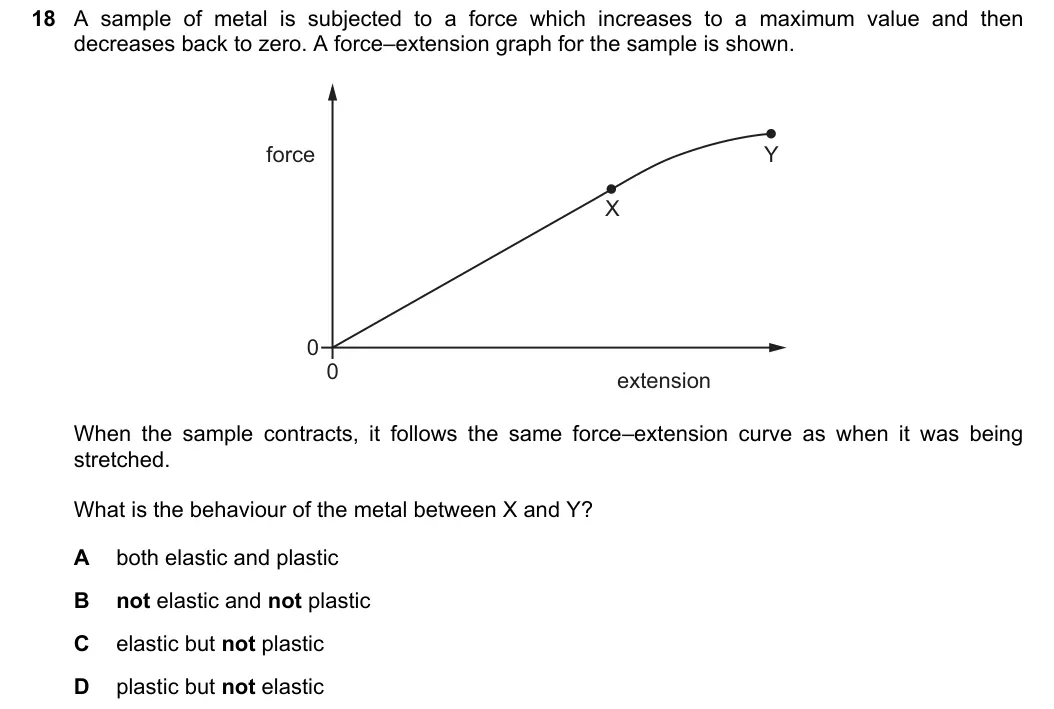 18 A sample of metal is subjected to a force which increases to a maximum value and then
decreases back to zero. A force–extension graph for the sample is shown.
force
Y
X
0
0
extension
When the sample contracts, it follows the same force–extension curve as when it was being
stretched.
What is the behaviour of the metal between X and Y?
A both elastic and plastic
B not elastic and not plastic
C elastic but not plastic
D plastic but not elastic